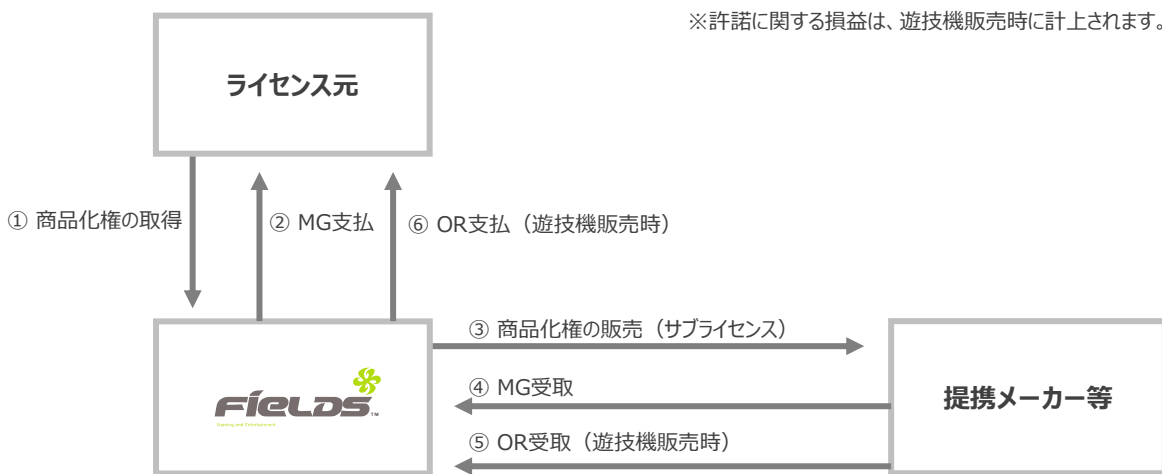 ※許諾に関する損益は、遊技機販売時に計上されます。
ライセンス元
① 商品化権の取得
② MG支払
⑥ OR支払（遊技機販売時）
③ 商品化権の販売（サブライセンス）
④ MG受取
⑤ OR受取（遊技機販売時）
FIELDS™
Gaming and Entertainment
提携メーカー等